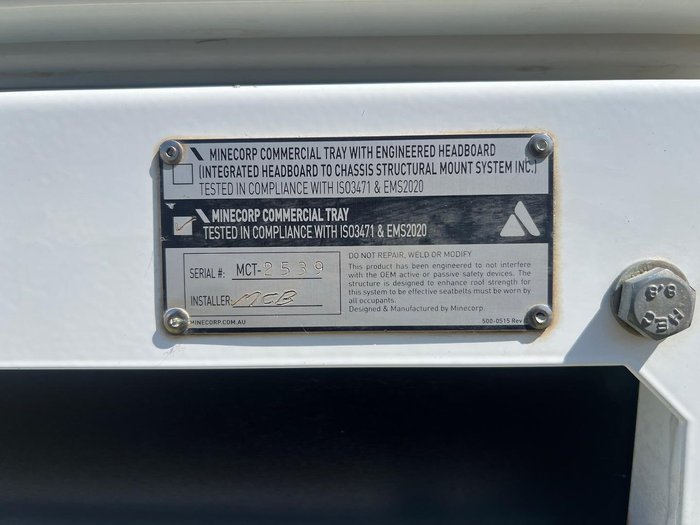 MINECORP COMMERCIAL TRAY WITH ENGINEERED HEADBOARD
(INTEGRATED HEADBOARD TO CHASSIS STRUCTURAL MOUNT SYSTEM INC.)
TESTED IN COMPLIANCE WITH ISO3471 & EMS2020
MINECORP COMMERCIAL TRAY
TESTED IN COMPLIANCE WITH ISO3471 & EMS2020
SERIAL #: MCT-2539
INSTALLER: MCB
DO NOT REPAIR, WELD OR MODIFY
This product has been engineered to not interfere
with the OEM active or passive safety devices. The
structure is designed to enhance roof strength for
this system to be effective seatbelts must be worn by
all occupants.
Designed & Manufactured by Minecorp.
MINECORP.COM.AU
500-0515 Rev
8.8
HBC